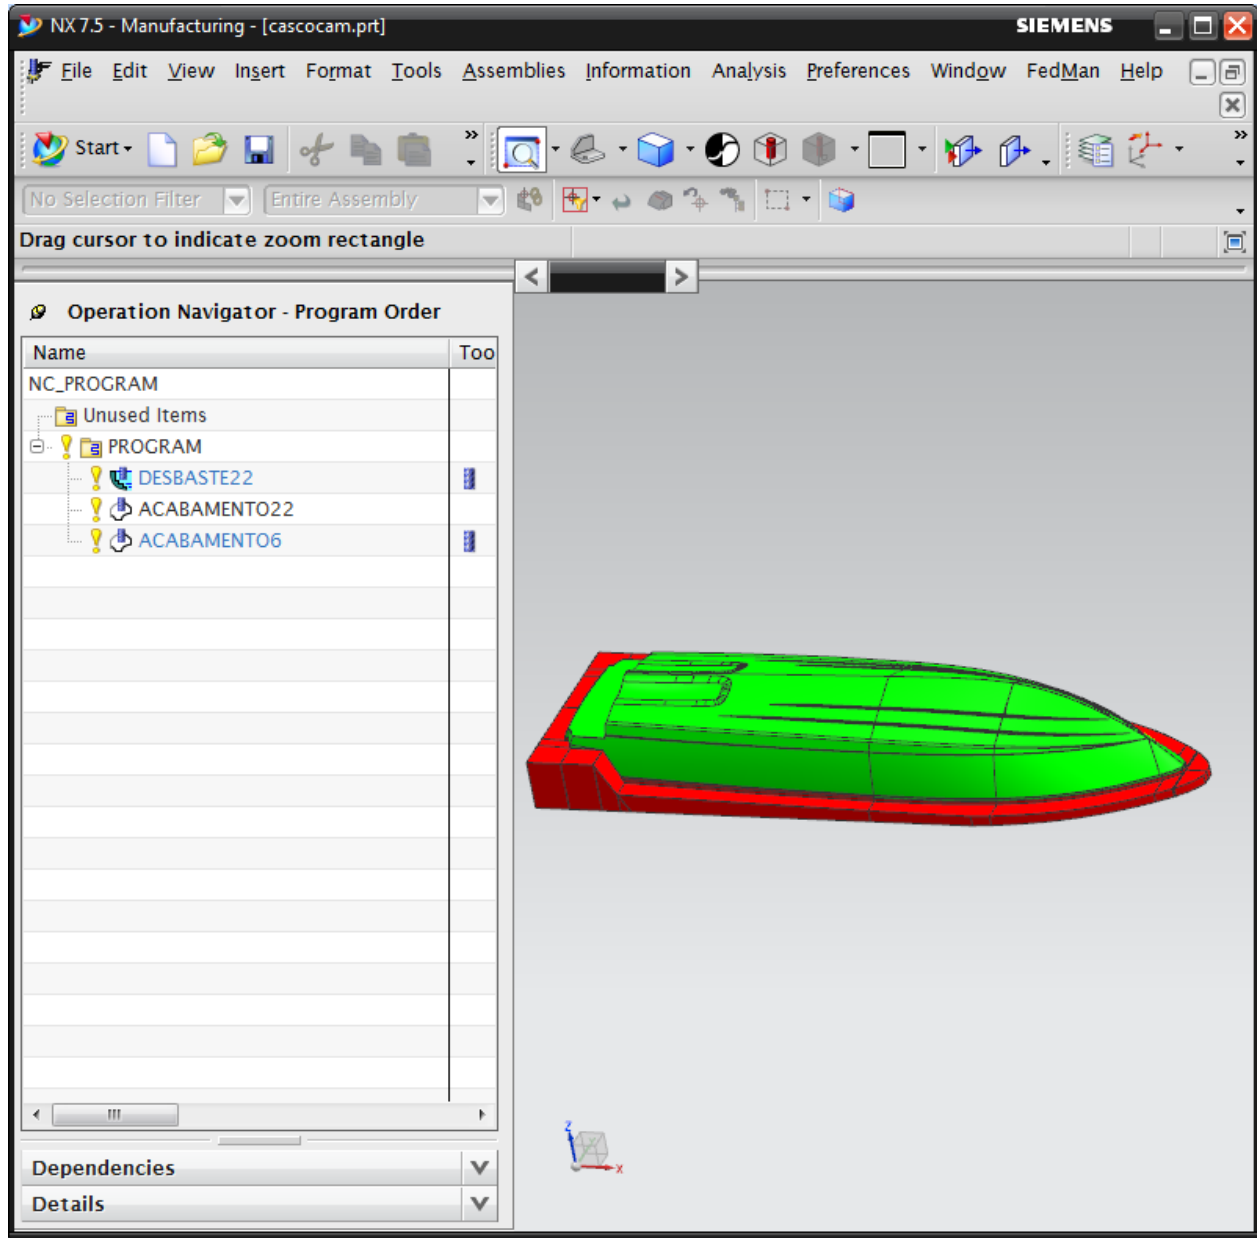 NX 7.5 - Manufacturing - [cascocam.prt] SIEMENS
File Edit View Insert Format Tools Assemblies Information Analysis Preferences Window FedMan Help
Start
No Selection Filter Entire Assembly
Drag cursor to indicate zoom rectangle
Operation Navigator - Program Order
Name Too
NC_PROGRAM
Unused Items
PROGRAM
DESBASTE22
ACABAMENTO22
ACABAMENTO6
Z
X
Dependencies
Details